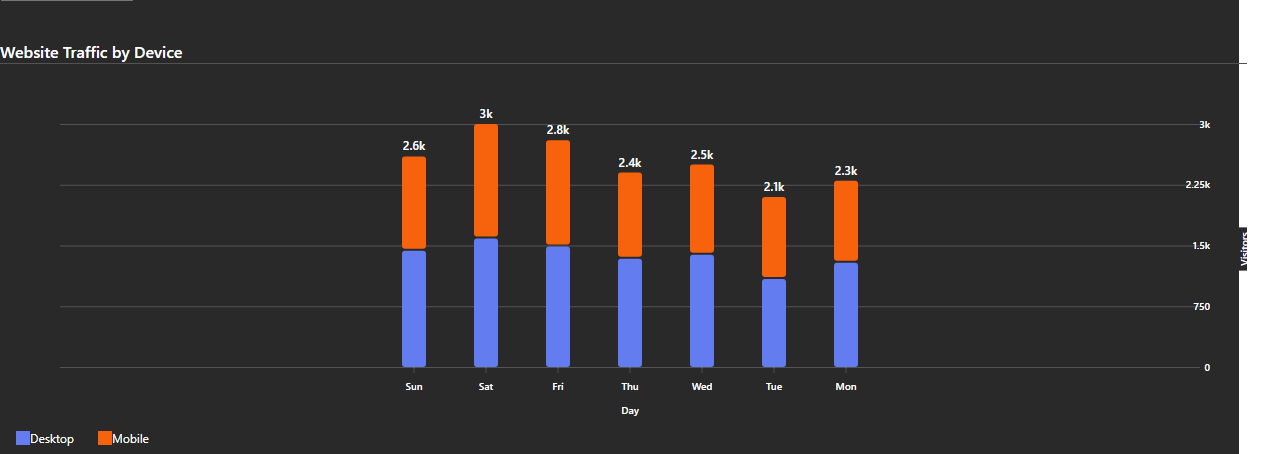 Website Traffic by Device
3k
2.8k
2.6k
2.5k
2.4k
2.3k
2.1k
3k
2.25k
1.5k
750
0
Visitors
Sun Sat Fri Thu Wed Tue Mon
Day
Desktop Mobile